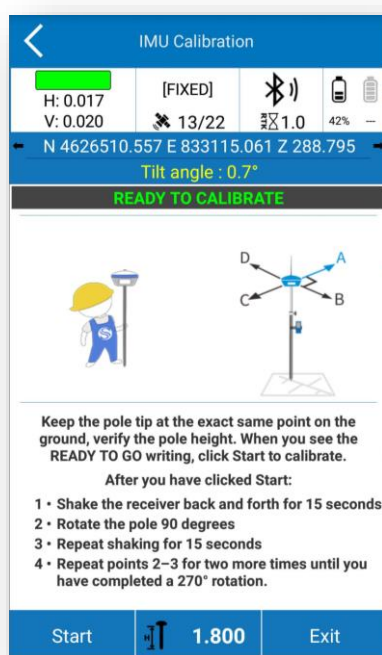 IMU Calibration
H: 0.017
V: 0.020
[FIXED]
13/22
RTK 1.0
42%
--
N 4626510.557 E 833115.061 Z 288.795
Tilt angle : 0.7°
READY TO CALIBRATE
D
A
C
B
Keep the pole tip at the exact same point on the
ground, verify the pole height. When you see the
READY TO GO writing, click Start to calibrate.
After you have clicked Start:
1 • Shake the receiver back and forth for 15 seconds
2 • Rotate the pole 90 degrees
3 • Repeat shaking for 15 seconds
4 • Repeat points 2–3 for two more times until you
have completed a 270° rotation.
Start
H
1.800
Exit